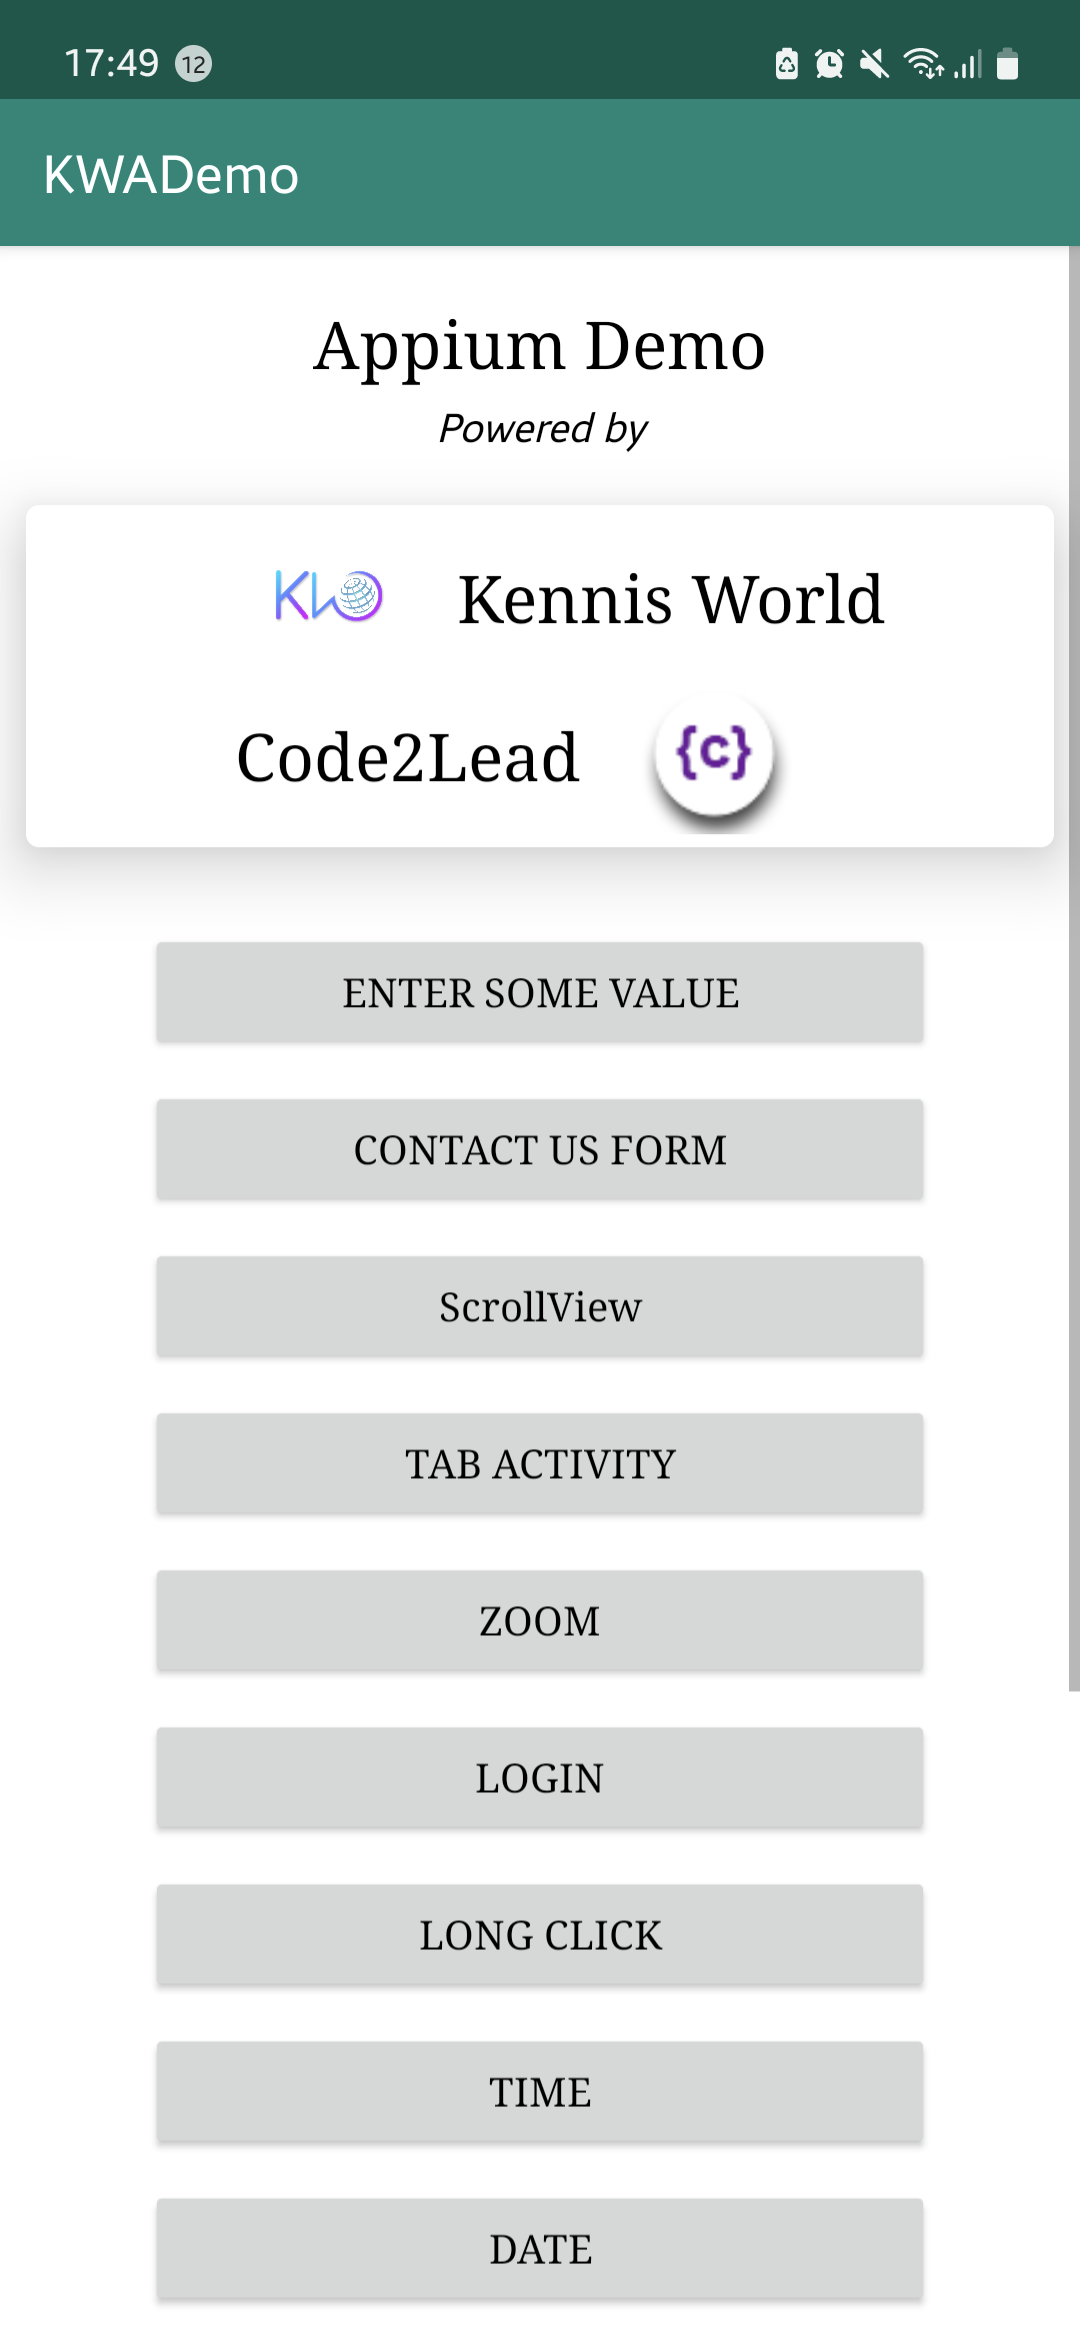 17:49 12
KWADemo
Appium Demo
Powered by
KW Kennis World
Code2Lead {c}
ENTER SOME VALUE
CONTACT US FORM
ScrollView
TAB ACTIVITY
ZOOM
LOGIN
LONG CLICK
TIME
DATE